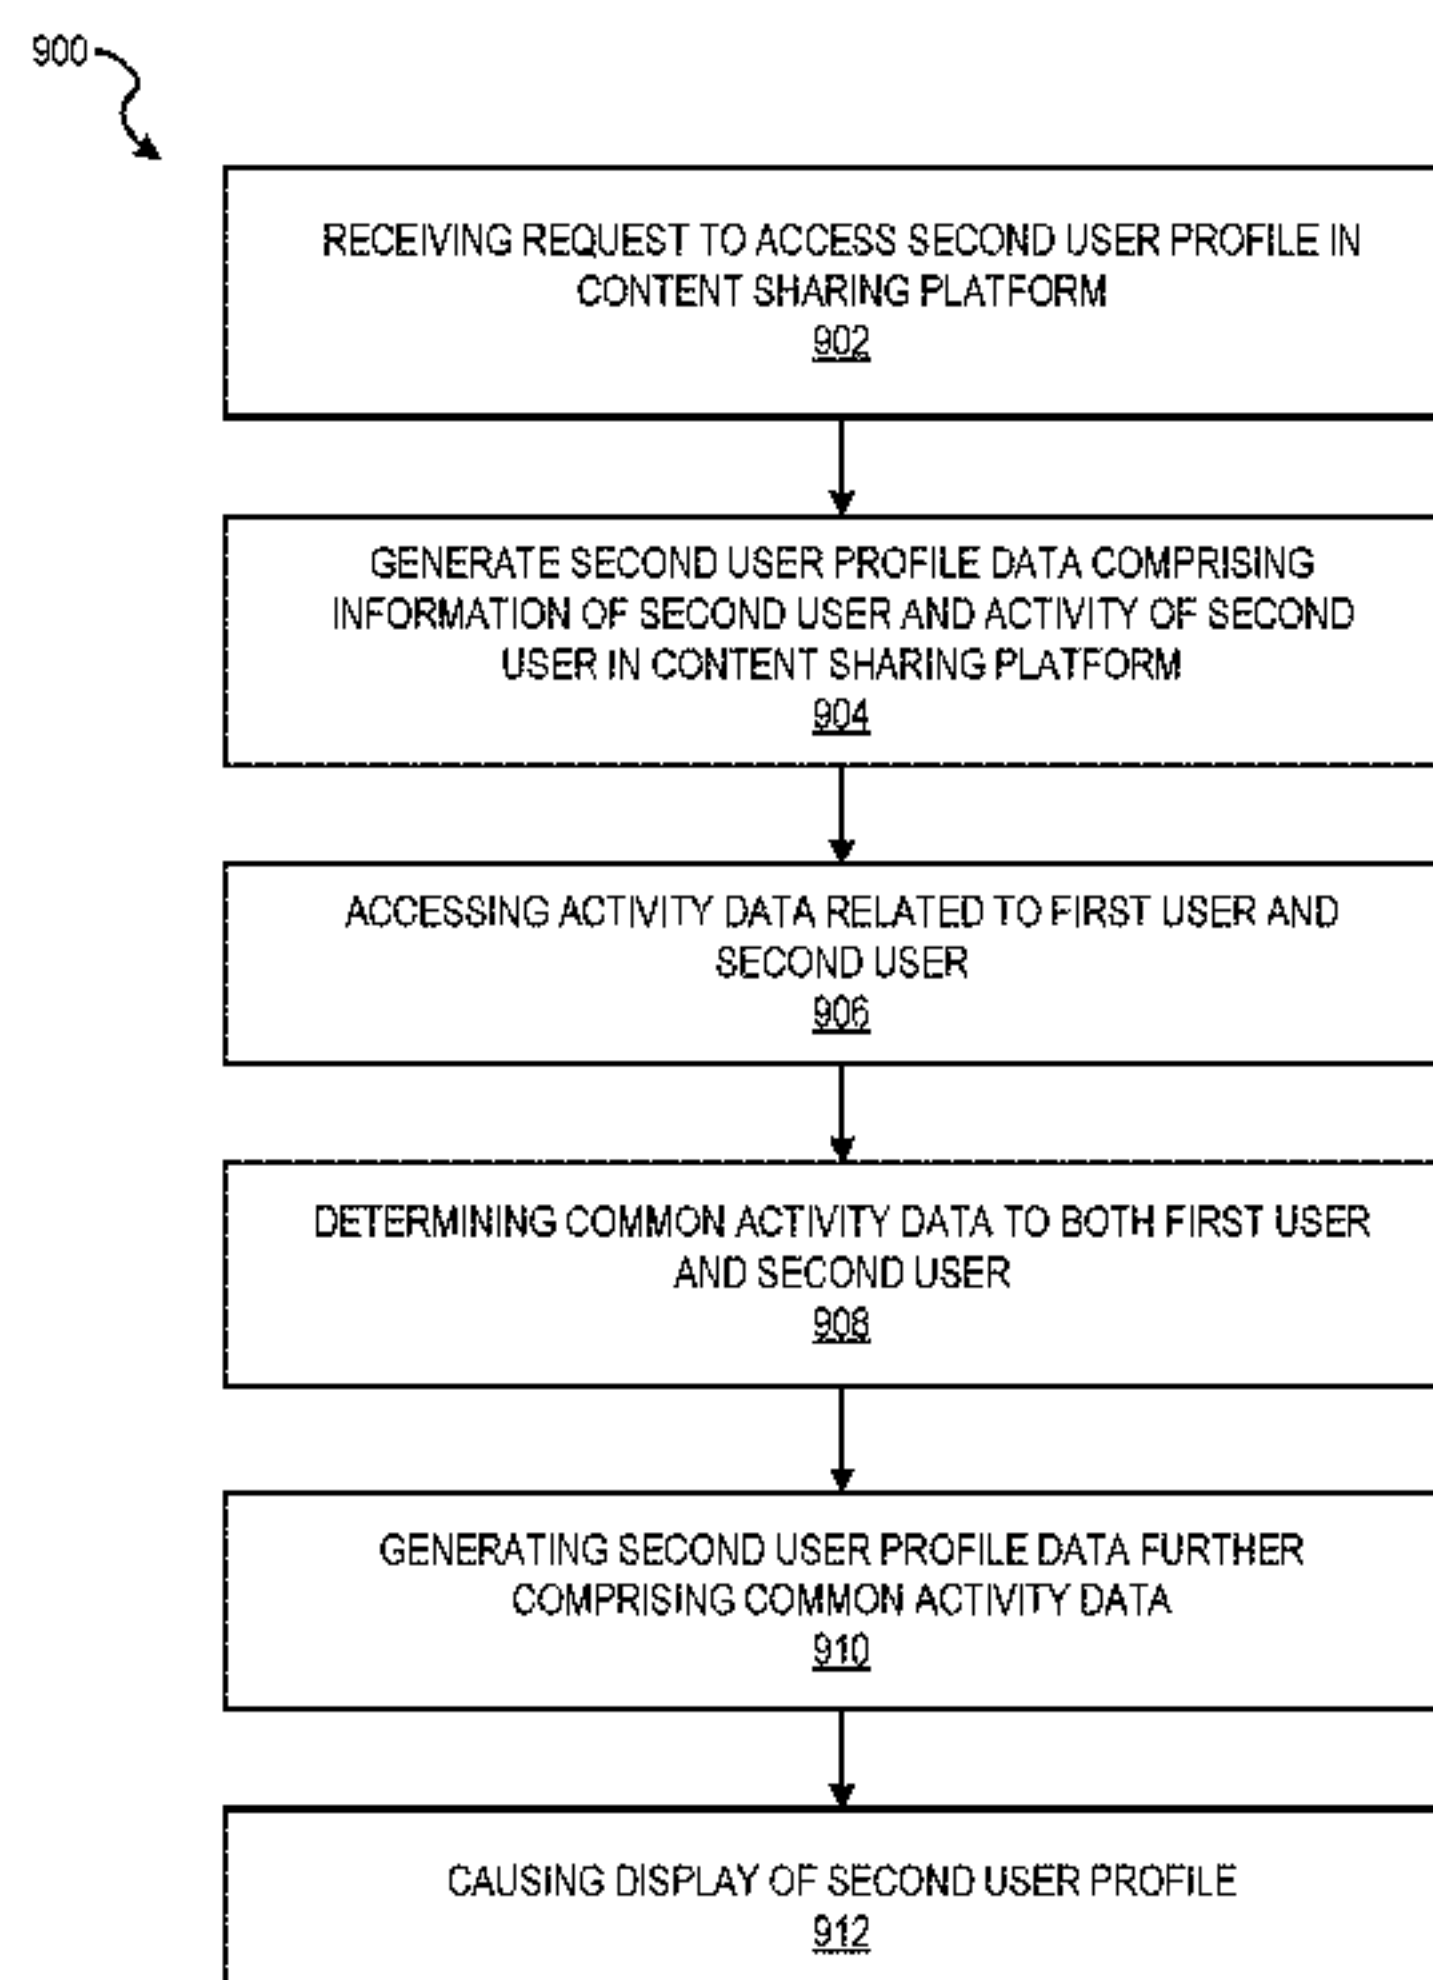 900
RECEIVING REQUEST TO ACCESS SECOND USER PROFILE IN
CONTENT SHARING PLATFORM
902
GENERATE SECOND USER PROFILE DATA COMPRISING
INFORMATION OF SECOND USER AND ACTIVITY OF SECOND
USER IN CONTENT SHARING PLATFORM
904
ACCESSING ACTIVITY DATA RELATED TO FIRST USER AND
SECOND USER
906
DETERMINING COMMON ACTIVITY DATA TO BOTH FIRST USER
AND SECOND USER
908
GENERATING SECOND USER PROFILE DATA FURTHER
COMPRISING COMMON ACTIVITY DATA
910
CAUSING DISPLAY OF SECOND USER PROFILE
912